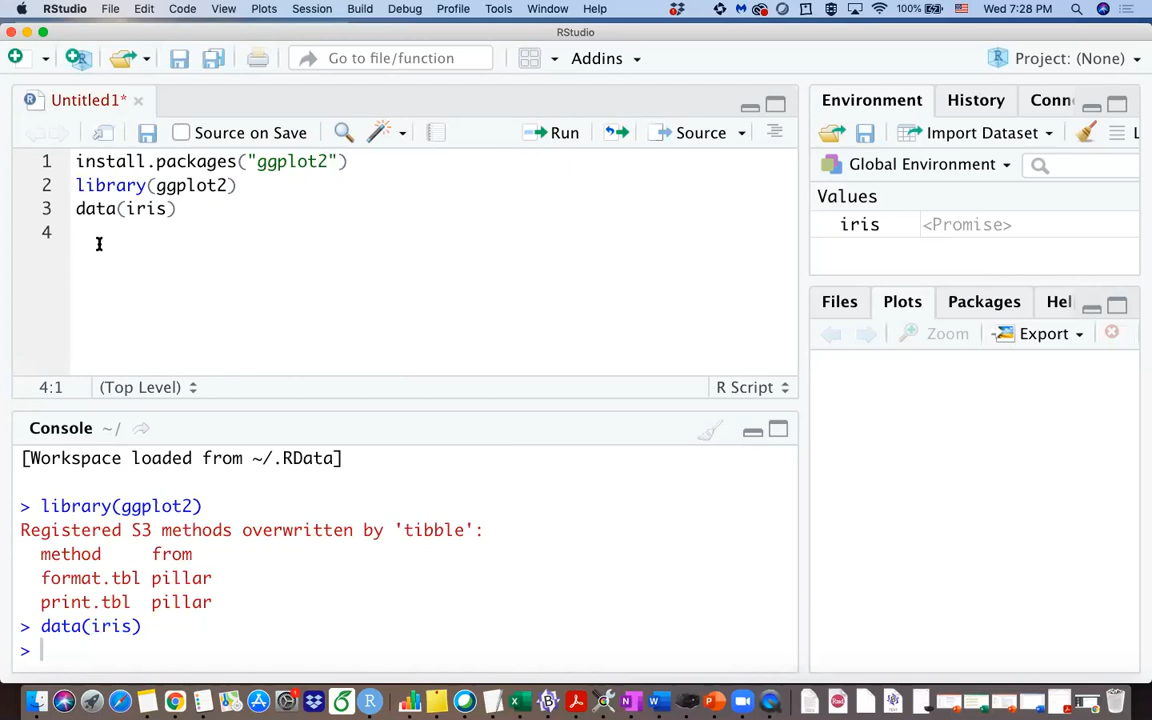 RStudio File Edit Code View Plots Session Build Debug Profile Tools Window Help 100% Wed 7:28 PM
RStudio
Go to file/function Addins Project: (None)
Untitled1*
Source on Save Run Source
1 install.packages("ggplot2")
2 library(ggplot2)
3 data(iris)
4
4:1 (Top Level) R Script
Console ~/
[Workspace loaded from ~/.RData]
> library(ggplot2)
Registered S3 methods overwritten by 'tibble':
method from
format.tbl pillar
print.tbl pillar
> data(iris)
>
Environment History Conn
Import Dataset L
Global Environment
Values
iris <Promise>
Files Plots Packages Hel
Zoom Export